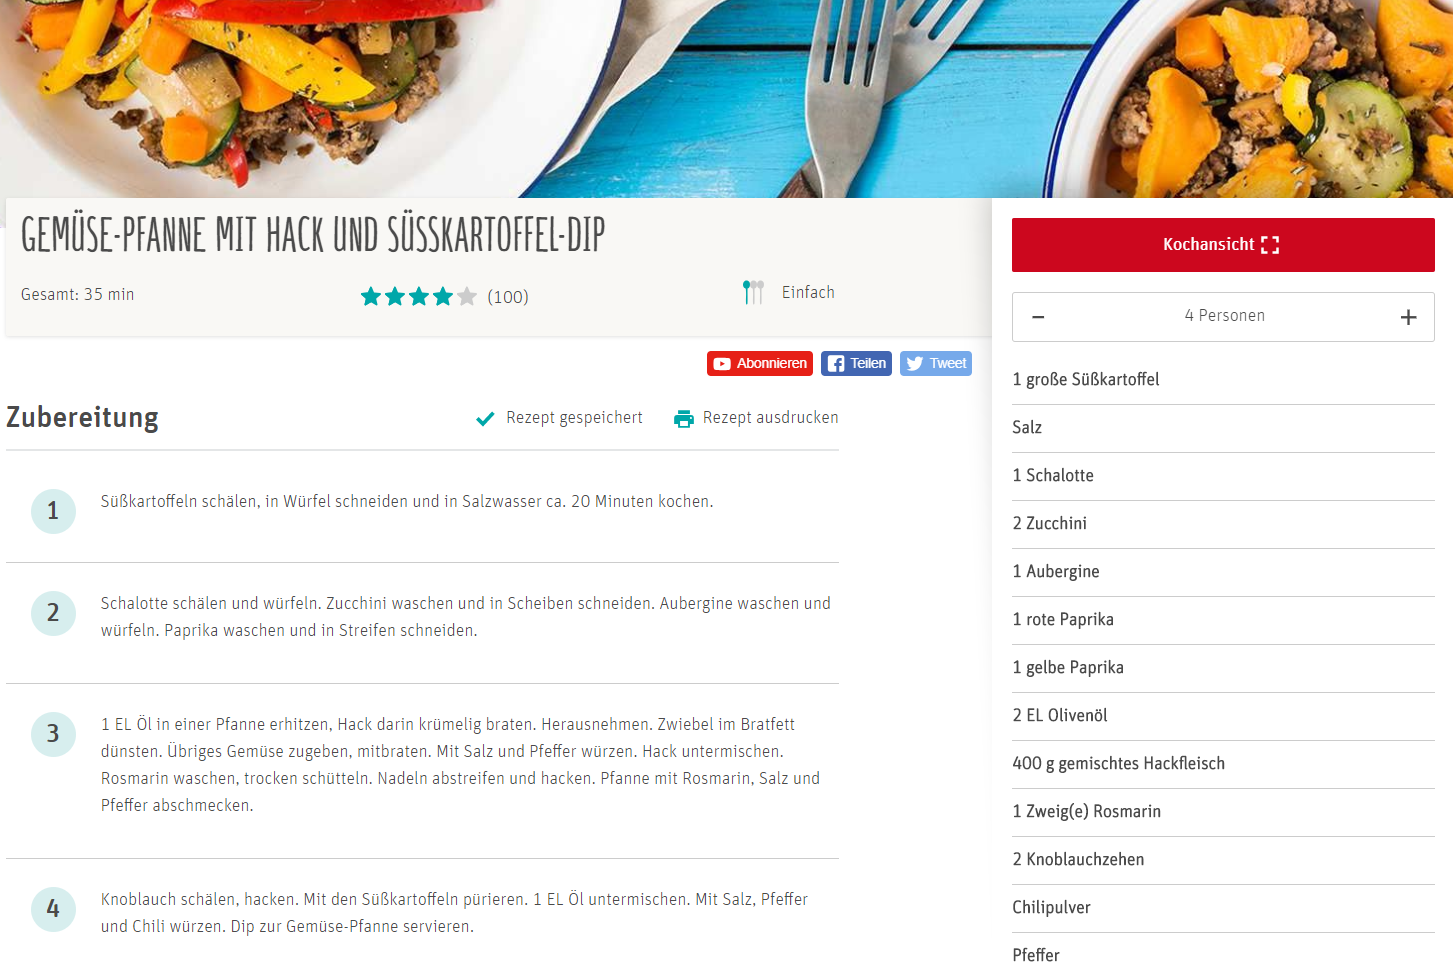 GEMÜSE-PFANNE MIT HACK UND SÜSSKARTOFFEL-DIP
Gesamt: 35 min
(100)
Einfach
Abonnieren
Teilen
Tweet
Zubereitung
Rezept gespeichert
Rezept ausdrucken
1
Süßkartoffeln schälen, in Würfel schneiden und in Salzwasser ca. 20 Minuten kochen.
2
Schalotte schälen und würfeln. Zucchini waschen und in Scheiben schneiden. Aubergine waschen und
würfeln. Paprika waschen und in Streifen schneiden.
3
1 EL Öl in einer Pfanne erhitzen, Hack darin krümelig braten. Herausnehmen. Zwiebel im Bratfett
dünsten. Übriges Gemüse zugeben, mitbraten. Mit Salz und Pfeffer würzen. Hack untermischen.
Rosmarin waschen, trocken schütteln. Nadeln abstreifen und hacken. Pfanne mit Rosmarin, Salz und
Pfeffer abschmecken.
4
Knoblauch schälen, hacken. Mit den Süßkartoffeln pürieren. 1 EL Öl untermischen. Mit Salz, Pfeffer
und Chili würzen. Dip zur Gemüse-Pfanne servieren.
Kochansicht
− 4 Personen +
1 große Süßkartoffel
Salz
1 Schalotte
2 Zucchini
1 Aubergine
1 rote Paprika
1 gelbe Paprika
2 EL Olivenöl
400 g gemischtes Hackfleisch
1 Zweig(e) Rosmarin
2 Knoblauchzehen
Chilipulver
Pfeffer